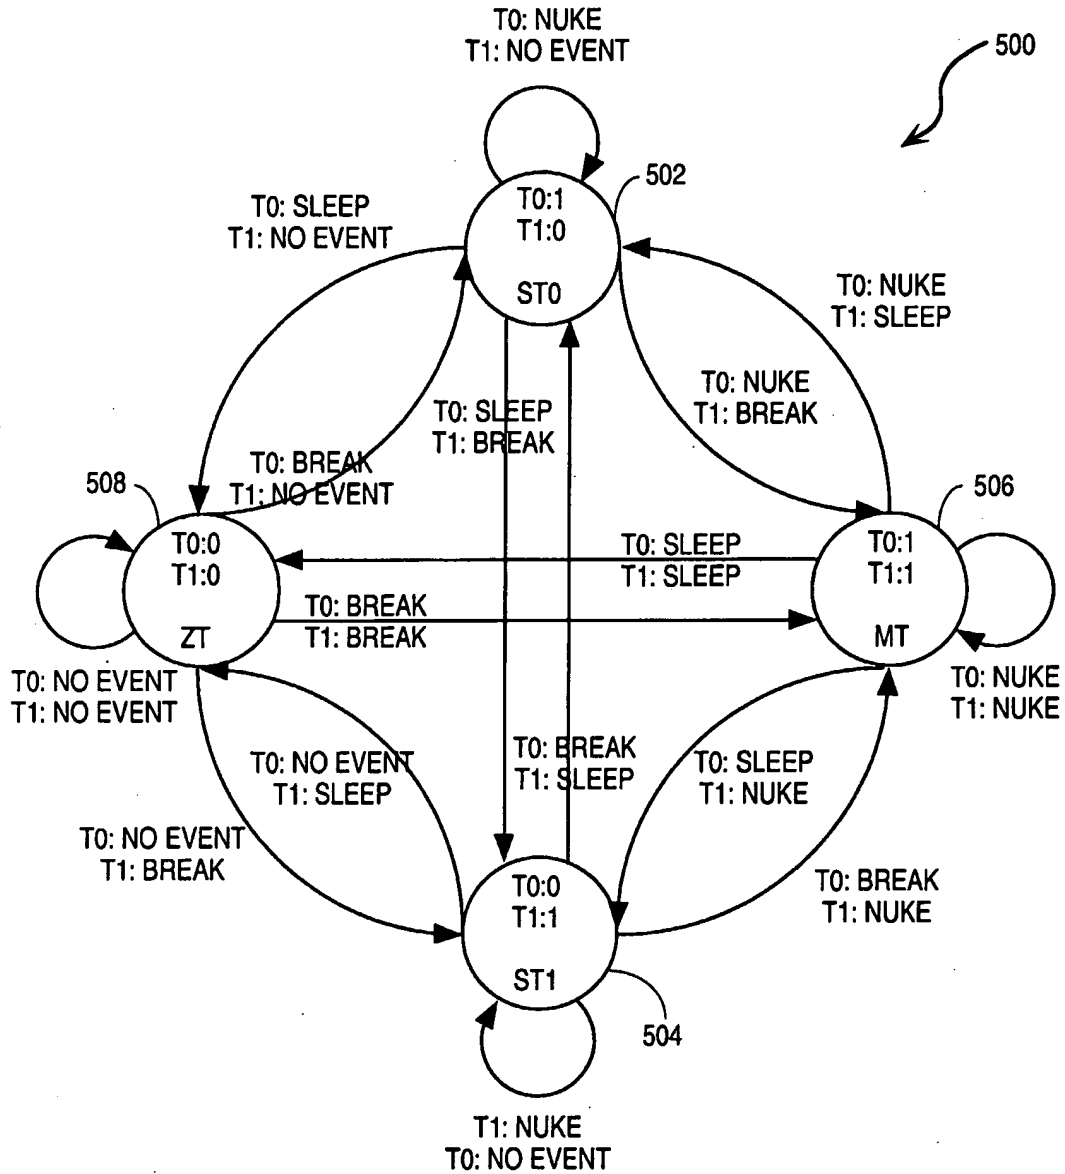 T0: NUKE
T1: NO EVENT
500
502
T0:1
T1:0
ST0
T0: SLEEP
T1: NO EVENT
T0: NUKE
T1: SLEEP
T0: NUKE
T1: BREAK
T0: SLEEP
T1: BREAK
T0: BREAK
T1: NO EVENT
508
506
T0:0
T1:0
ZT
T0: SLEEP
T1: SLEEP
T0:1
T1:1
MT
T0: BREAK
T1: BREAK
T0: NO EVENT
T1: NO EVENT
T0: NUKE
T1: NUKE
T0: NO EVENT
T1: SLEEP
T0: BREAK
T1: SLEEP
T0: SLEEP
T1: NUKE
T0: NO EVENT
T1: BREAK
T0: BREAK
T1: NUKE
T0:0
T1:1
ST1
504
T1: NUKE
T0: NO EVENT